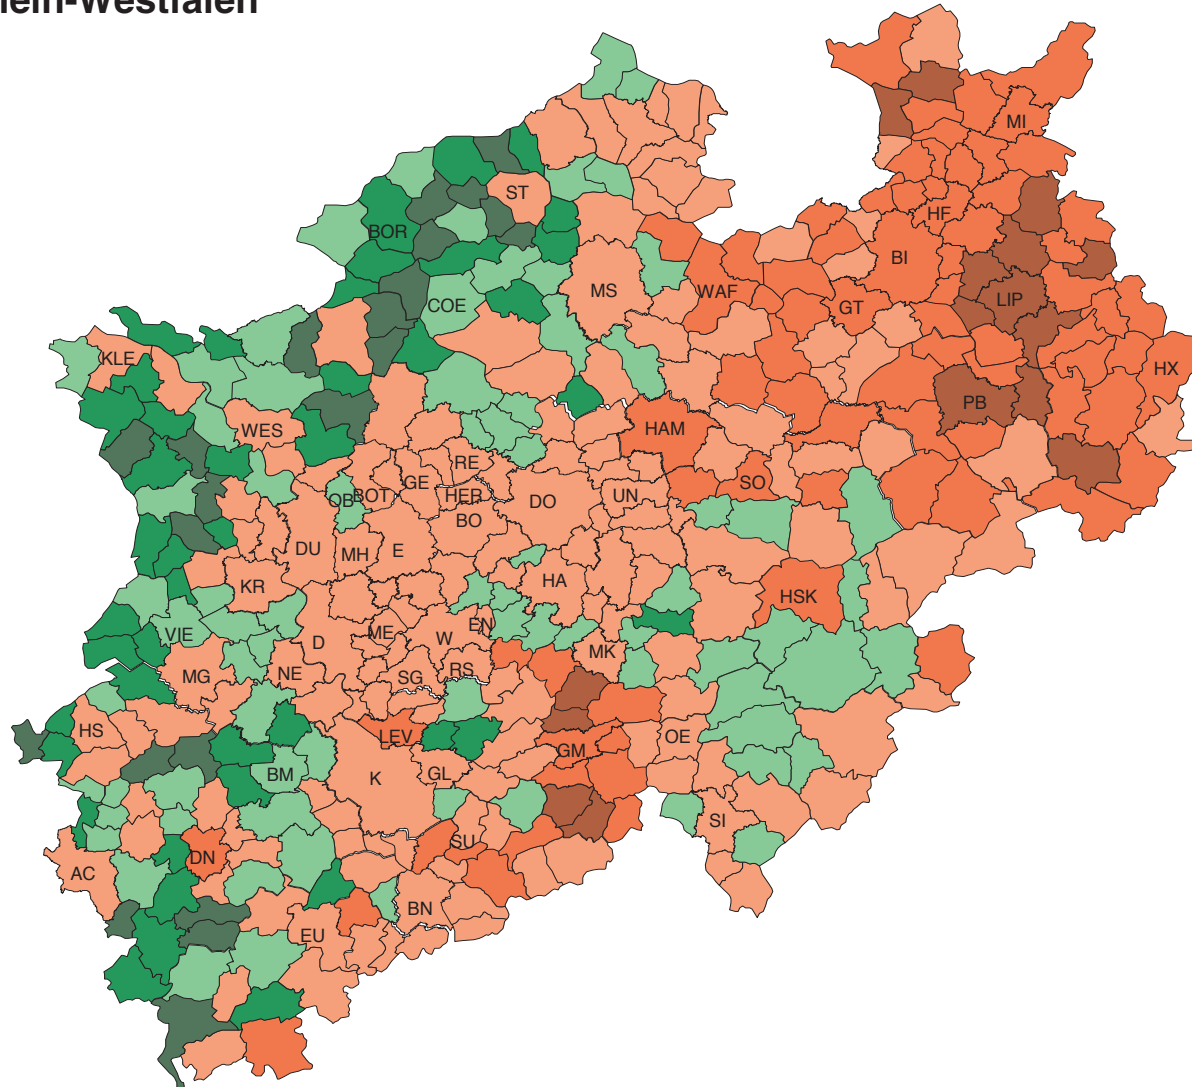 ein-Westfalen
MI
ST
HF
BOR
BI
MS
WAF
LIP
COE
GT
KLE
HX
PB
WES
HAM
RE
GE
SO
OB
BOT
HER
UN
DO
BO
DU
MH
E
HA
KR
HSK
EN
VIE
ME
W
D
MK
RS
NE
MG
SG
HS
LEV
OE
GM
BM
K
GL
SI
SU
DN
AC
BN
EU